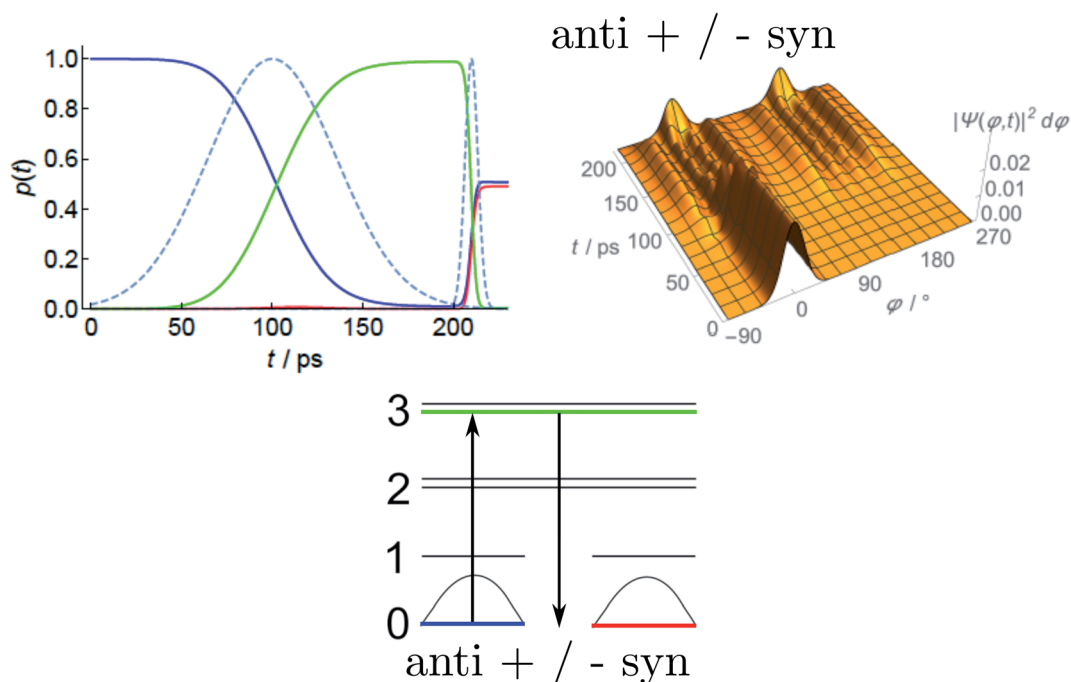 anti + / - syn
1.0
0.8
0.6
0.4
0.2
0.0
p(t)
0 50 100 150 200
t / ps
|Ψ(φ,t)|² dφ
0.02
0.01
0.00
200
150
100
50
0
t / ps
-90
0
90
180
270
φ / °
3
2
1
0
anti + / - syn